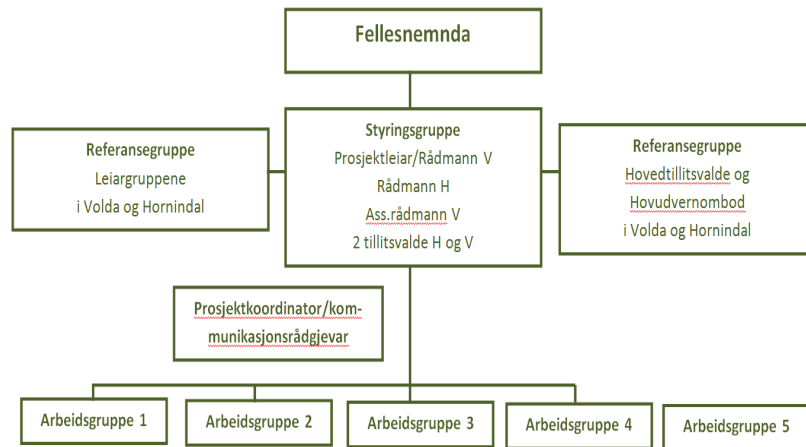 Fellesnemnda
Referansegruppe
Leiargruppene
i Volda og Hornindal
Styringsgruppe
Prosjektleiar/Rådmann V
Rådmann H
Ass.rådmann V
2 tillitsvalde H og V
Referansegruppe
Hovedtillitsvalde og
Hovudvernombod
i Volda og Hornindal
Prosjektkoordinator/kom-
munikasjonsrådgjevar
Arbeidsgruppe 1
Arbeidsgruppe 2
Arbeidsgruppe 3
Arbeidsgruppe 4
Arbeidsgruppe 5